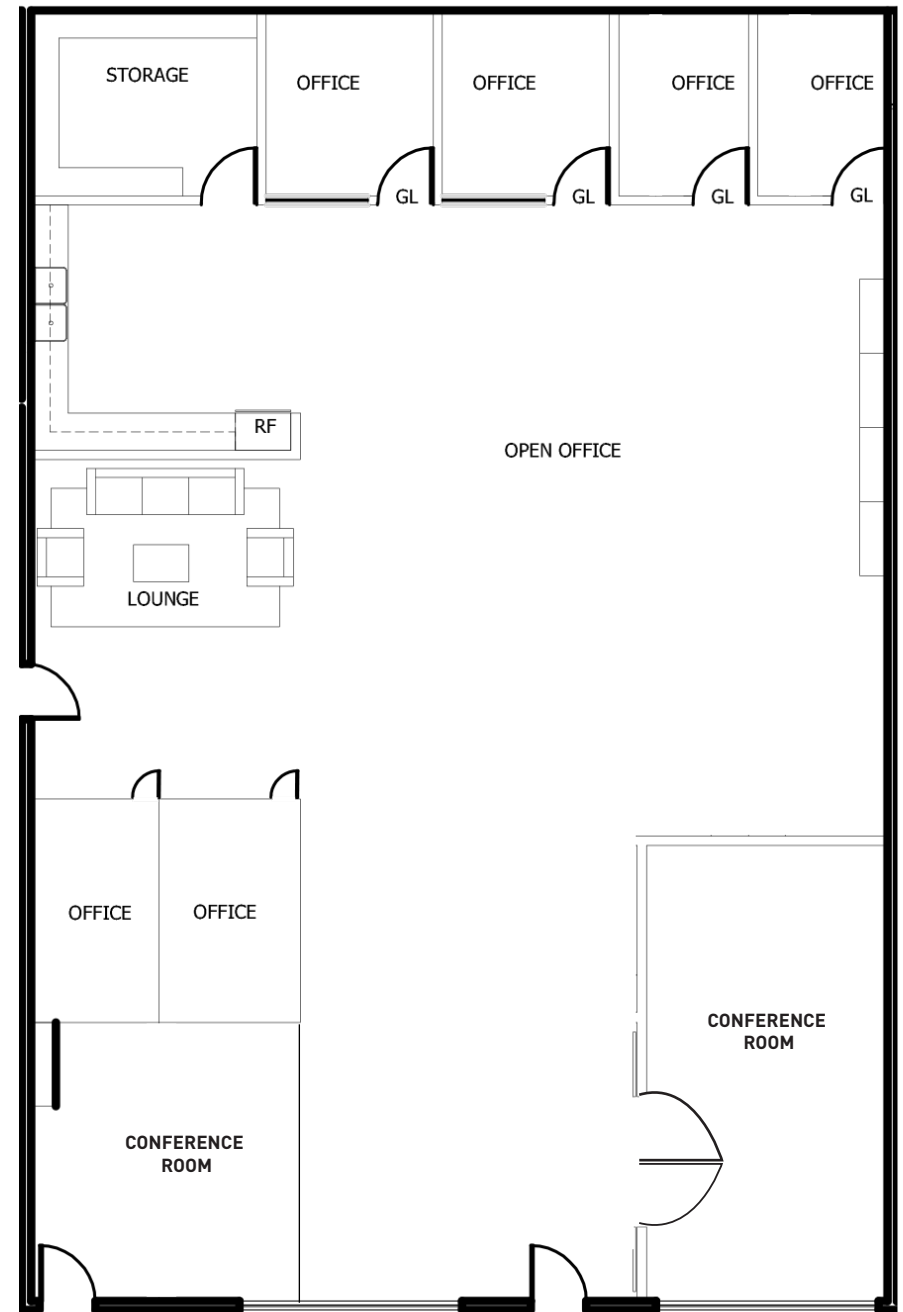 STORAGE
OFFICE
OFFICE
OFFICE
OFFICE
GL
GL
GL
GL
RF
OPEN OFFICE
LOUNGE
OFFICE
OFFICE
CONFERENCE
ROOM
CONFERENCE
ROOM